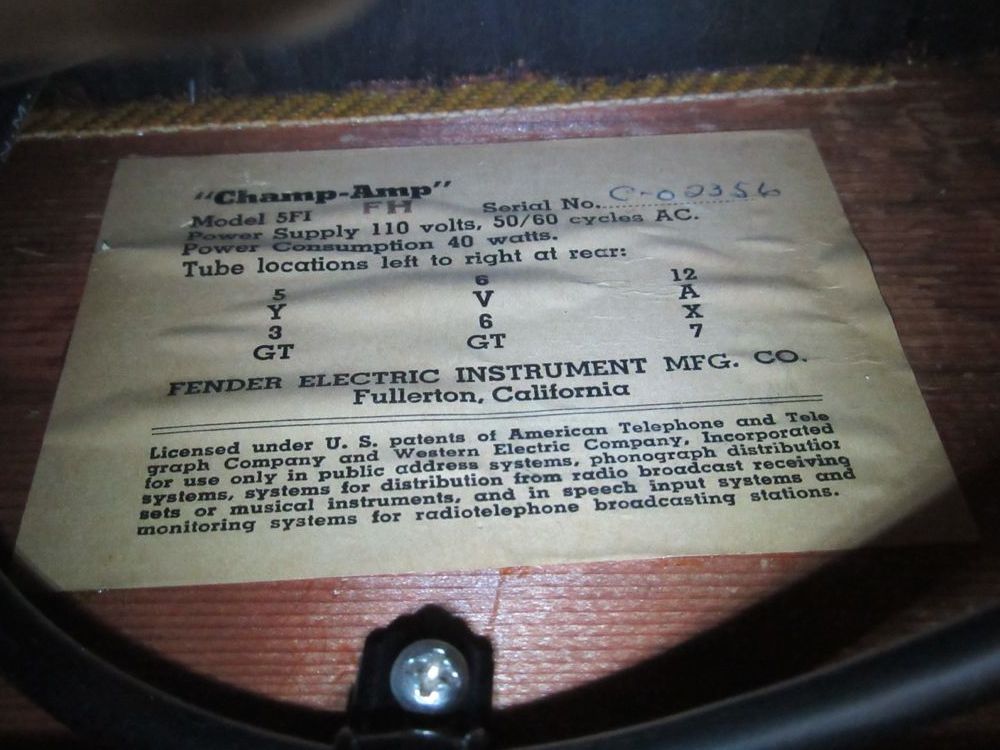 "Champ-Amp"
Model 5F1 FH Serial No. C-02356
Power Supply 110 volts, 50/60 cycles AC.
Power Consumption 40 watts.
Tube locations left to right at rear:
5 6 12
Y V A
3 6 X
GT GT 7
FENDER ELECTRIC INSTRUMENT MFG. CO.
Fullerton, California
Licensed under U. S. patents of American Telephone and Tele
graph Company and Western Electric Company, Incorporated
for use only in public address systems, phonograph distribution
systems, systems for distribution from radio broadcast receiving
sets or musical instruments, and in speech input systems and
monitoring systems for radiotelephone broadcasting stations.